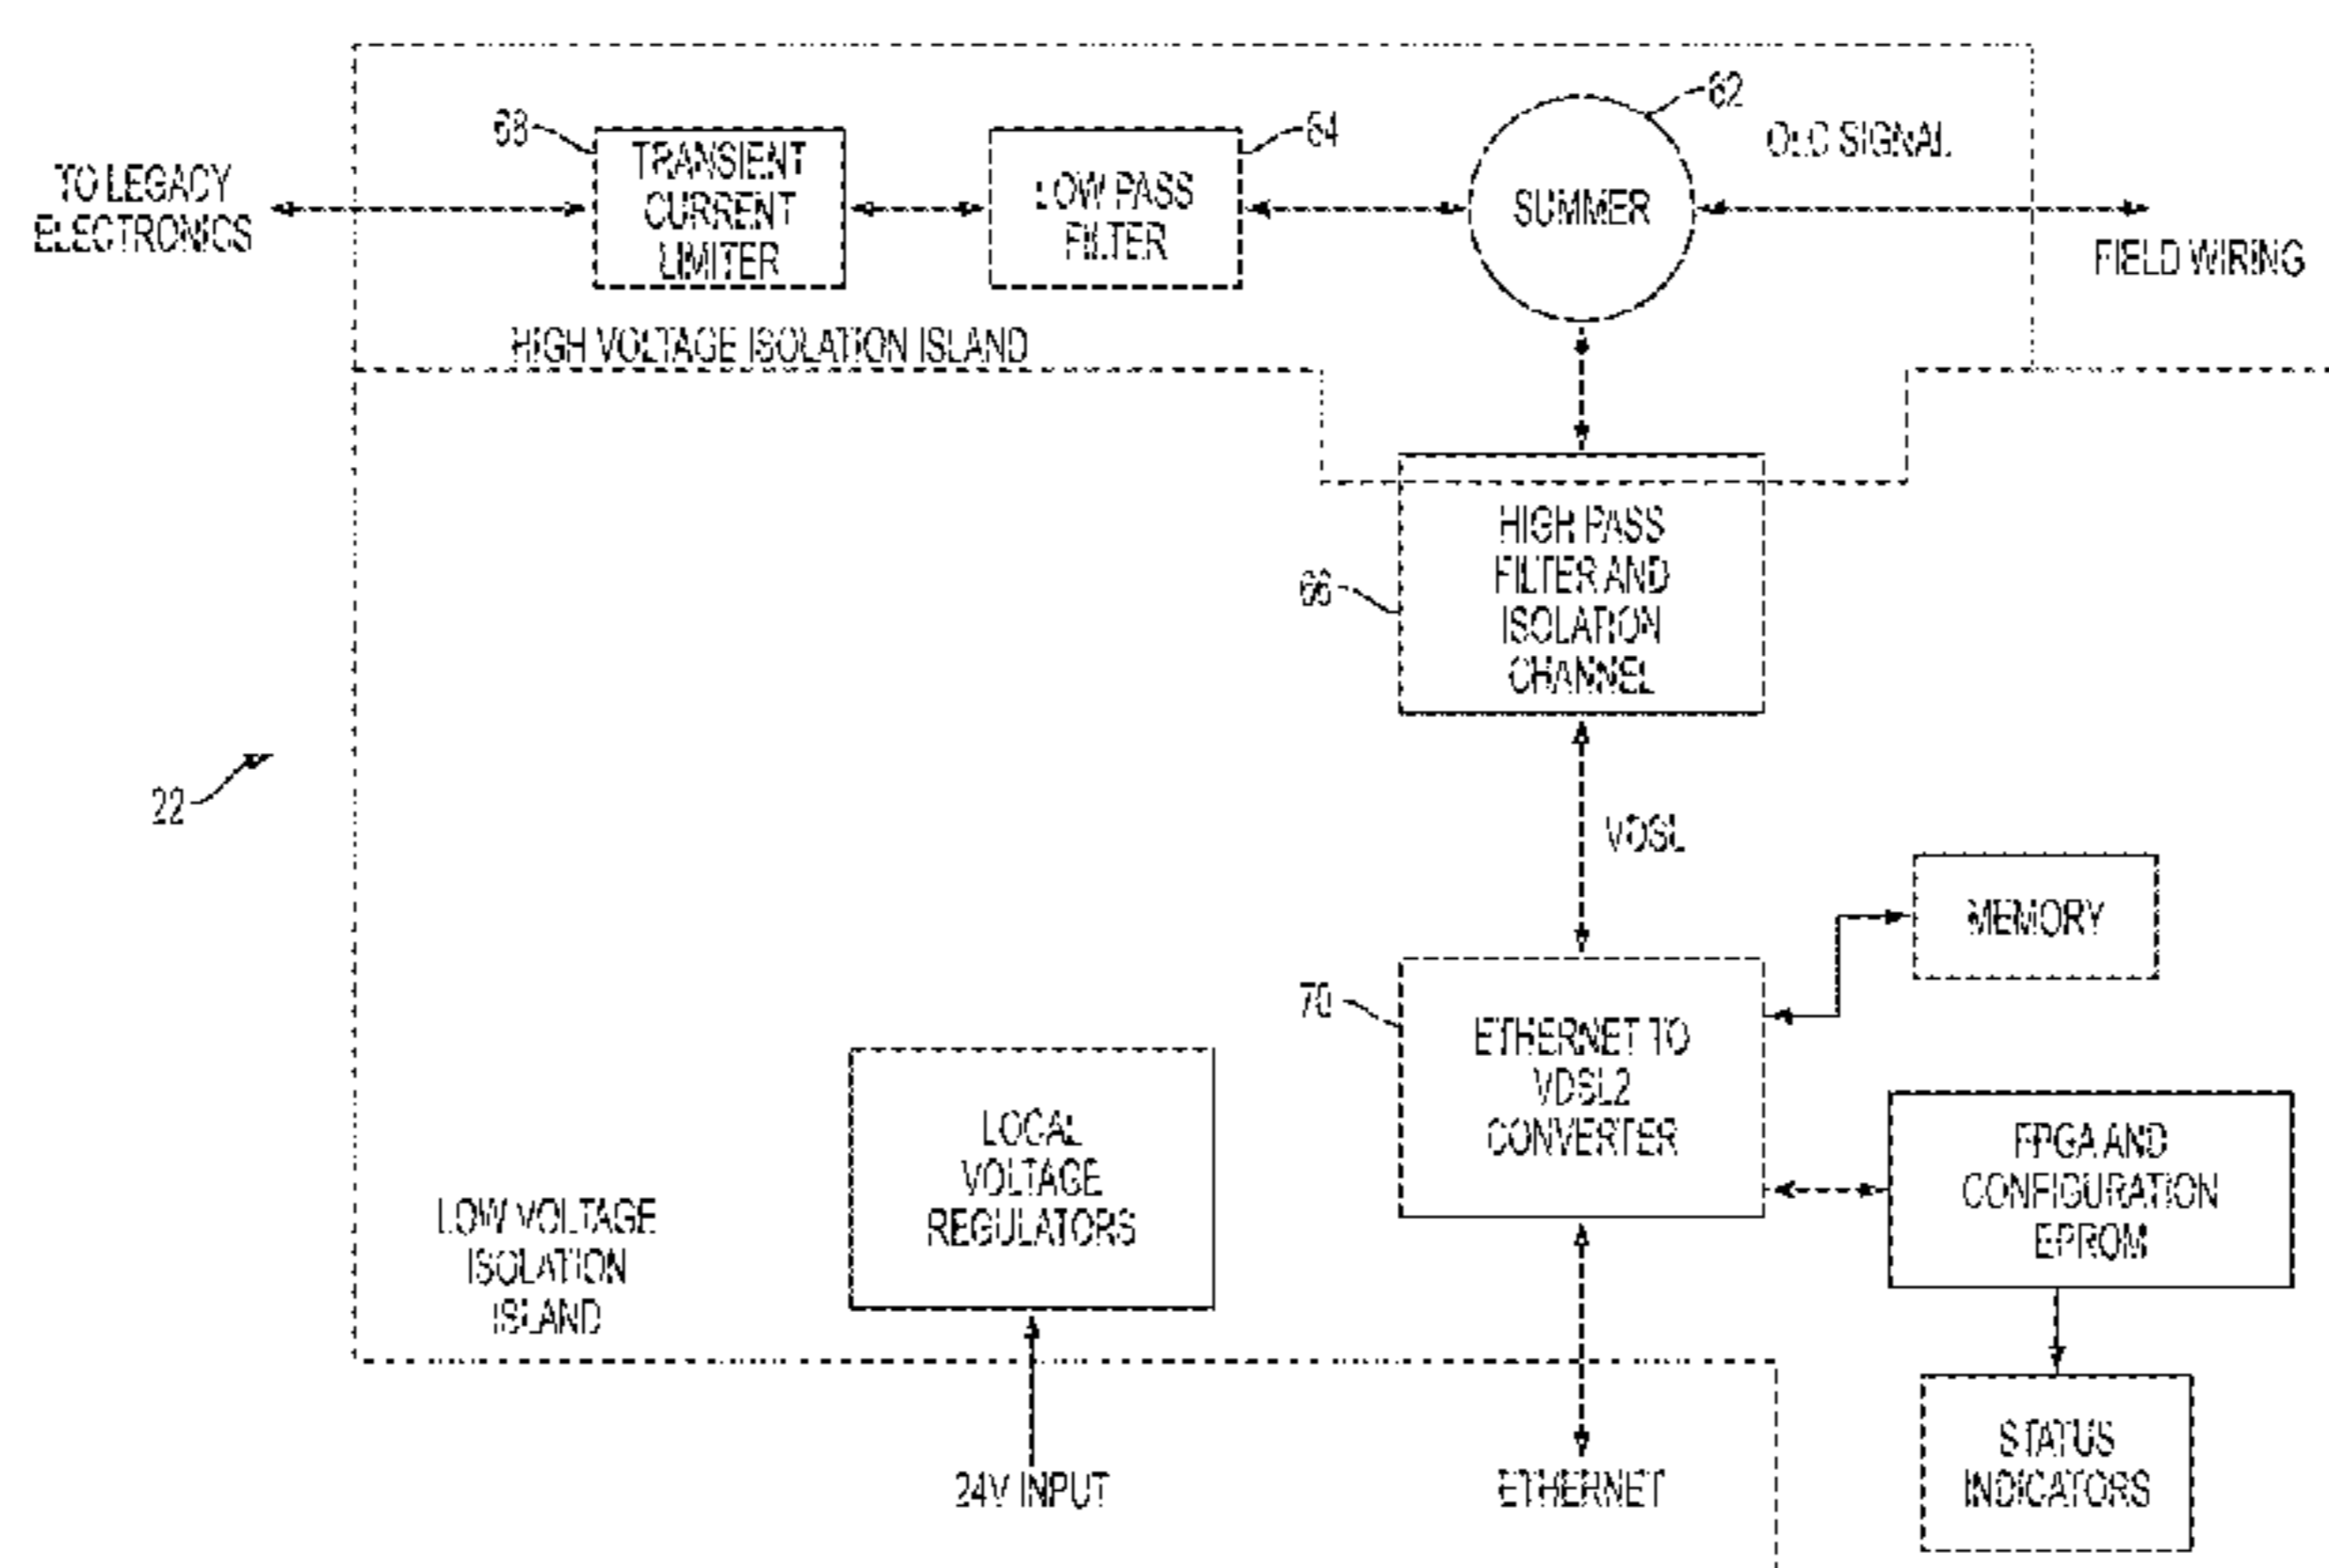 62
68
64
TO LEGACY
ELECTRONICS
TRANSIENT
CURRENT
LIMITER
LOW PASS
FILTER
SUMMER
OLC SIGNAL
FIELD WIRING
HIGH VOLTAGE ISOLATION ISLAND
HIGH PASS
FILTER AND
ISOLATION
CHANNEL
66
22
VDSL
MEMORY
70
ETHERNET TO
VDSL2
CONVERTER
LOCAL
VOLTAGE
REGULATORS
FPGA AND
CONFIGURATION
EPROM
LOW VOLTAGE
ISOLATION
ISLAND
24V INPUT
ETHERNET
STATUS
INDICATORS